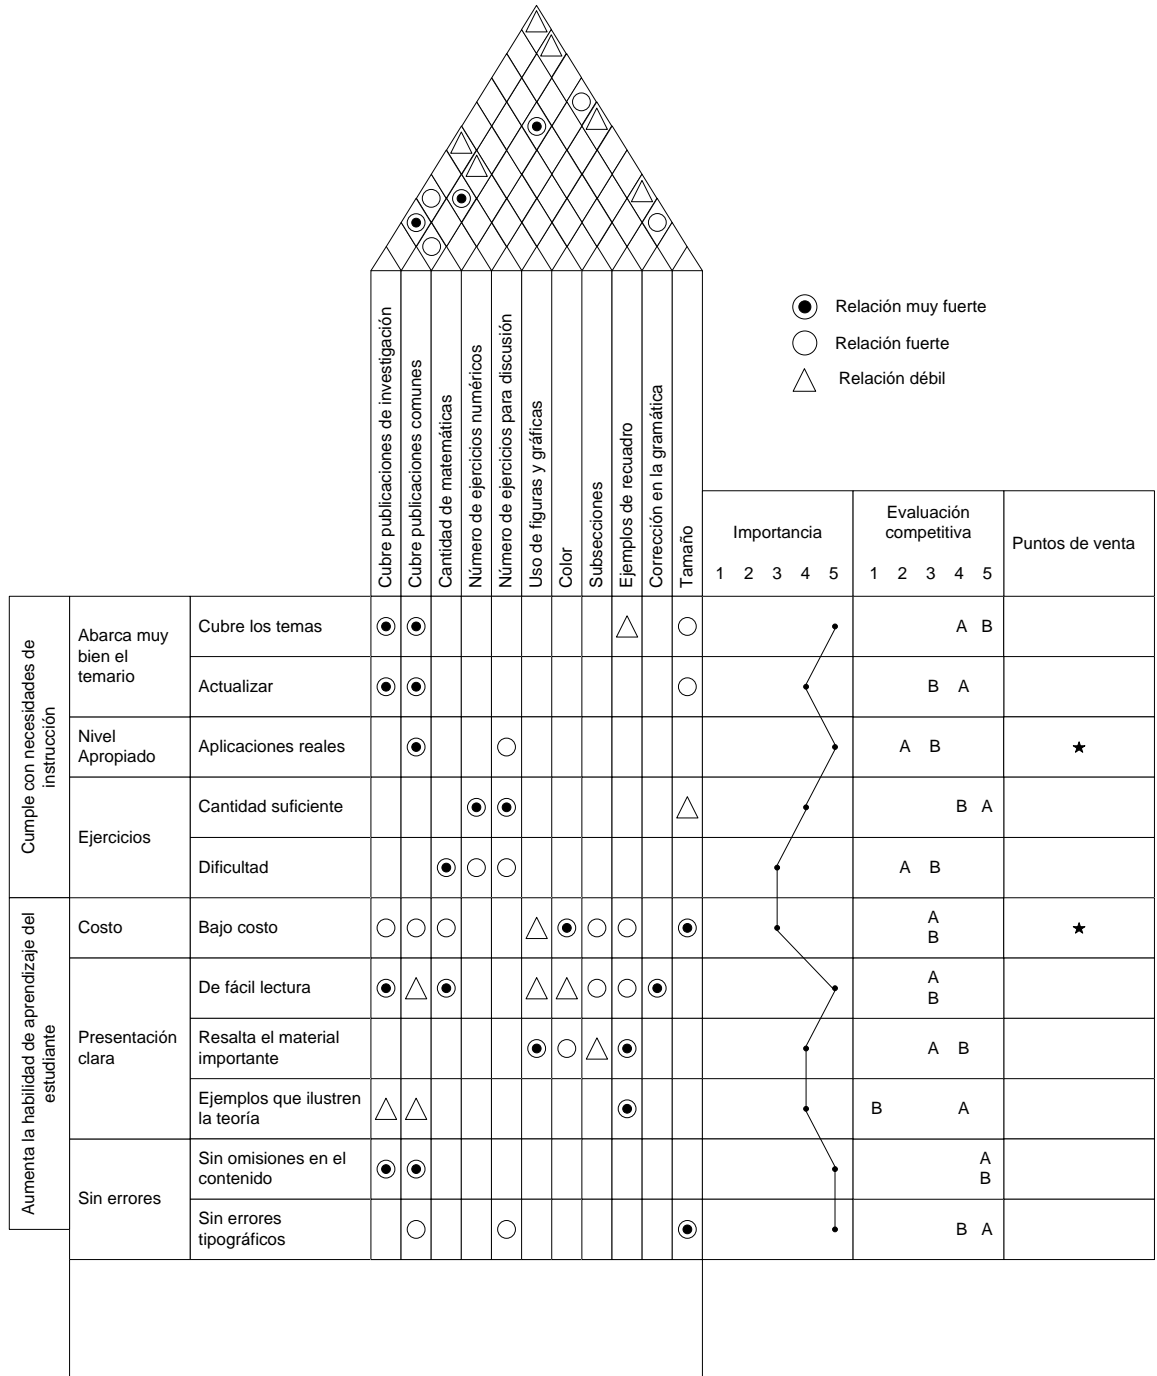 Relación muy fuerte
Relación fuerte
Relación débil
Cubre publicaciones de investigación
Cubre publicaciones comunes
Cantidad de matemáticas
Número de ejercicios numéricos
Número de ejercicios para discusión
Uso de figuras y gráficas
Color
Subsecciones
Ejemplos de recuadro
Corrección en la gramática
Tamaño
Importancia
1 2 3 4 5
Evaluación
competitiva
1 2 3 4 5
Puntos de venta
Cumple con necesidades de
instrucción
Abarca muy
bien el
temario
Cubre los temas
A B
Actualizar
B A
Nivel
Apropiado
Aplicaciones reales
A B
Ejercicios
Cantidad suficiente
B A
Dificultad
A B
Aumenta la habilidad de aprendizaje del
estudiante
Costo
Bajo costo
A
B
Presentación
clara
De fácil lectura
A
B
Resalta el material
importante
A B
Ejemplos que ilustren
la teoría
B A
Sin errores
Sin omisiones en el
contenido
A
B
Sin errores
tipográficos
B A